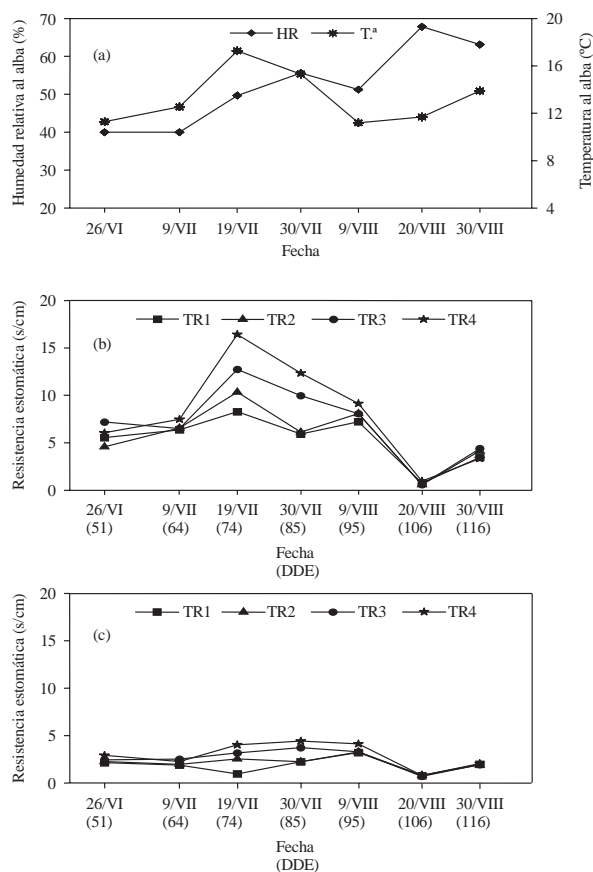 HR T.ª
(a)
Humedad relativa al alba (%)
70
60
50
40
30
20
Temperatura al alba (ºC)
20
16
12
8
4
26/VI 9/VII 19/VII 30/VII 9/VIII 20/VIII 30/VIII
Fecha
TR1 TR2 TR3 TR4
(b)
Resistencia estomática (s/cm)
20
15
10
5
0
26/VI 9/VII 19/VII 30/VII 9/VIII 20/VIII 30/VIII
(51) (64) (74) (85) (95) (106) (116)
Fecha
(DDE)
TR1 TR2 TR3 TR4
(c)
Resistencia estomática (s/cm)
20
15
10
5
0
26/VI 9/VII 19/VII 30/VII 9/VIII 20/VIII 30/VIII
(51) (64) (74) (85) (95) (106) (116)
Fecha
(DDE)